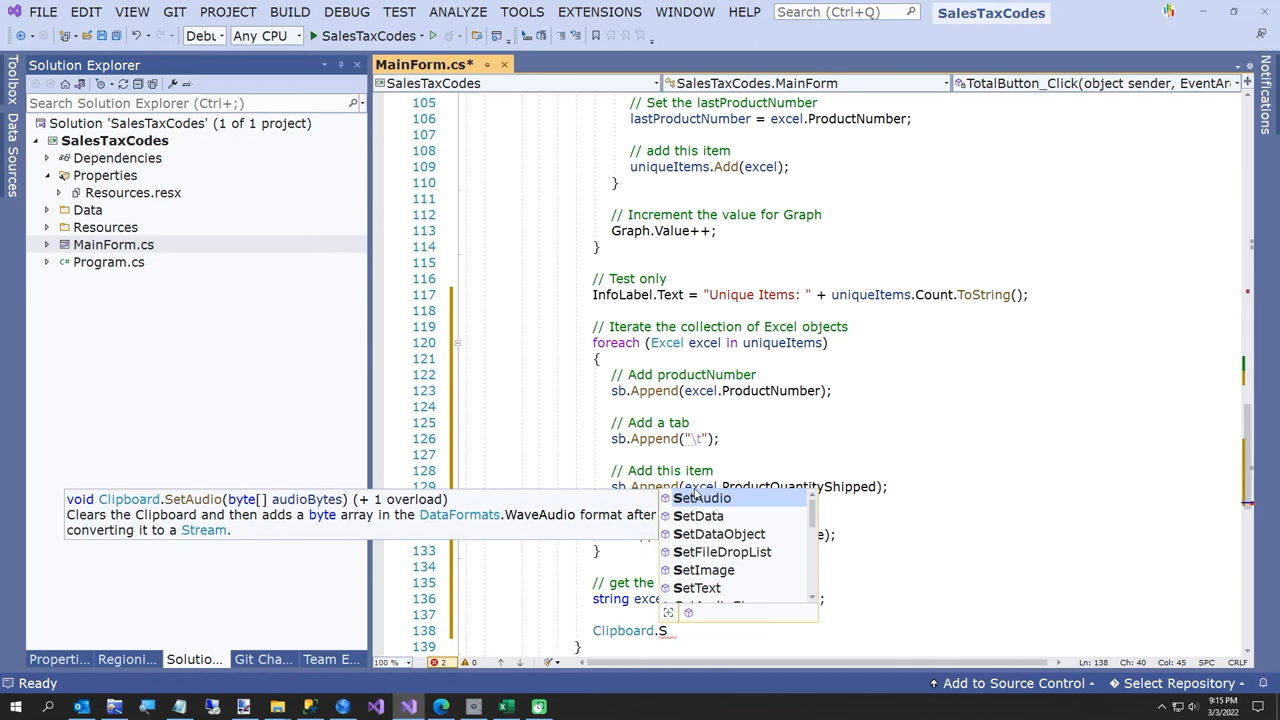 FILE EDIT VIEW GIT PROJECT BUILD DEBUG TEST ANALYZE TOOLS EXTENSIONS WINDOW HELP Search (Ctrl+Q) SalesTaxCodes
Any CPU SalesTaxCodes
Toolbox
Data Sources
Solution Explorer
Search Solution Explorer (Ctrl+;)
Solution 'SalesTaxCodes' (1 of 1 project)
SalesTaxCodes
Dependencies
Properties
Resources.resx
Data
Resources
MainForm.cs
Program.cs
MainForm.cs*
SalesTaxCodes SalesTaxCodes.MainForm TotalButton_Click(object sender, EventAr
105 // Set the lastProductNumber
106 lastProductNumber = excel.ProductNumber;
107
108 // add this item
109 uniqueItems.Add(excel);
110 }
111
112 // Increment the value for Graph
113 Graph.Value++;
114 }
115
116 // Test only
117 InfoLabel.Text = "Unique Items: " + uniqueItems.Count.ToString();
118
119 // Iterate the collection of Excel objects
120 foreach (Excel excel in uniqueItems)
121 {
122 // Add productNumber
123 sb.Append(excel.ProductNumber);
124
125 // Add a tab
126 sb.Append("\t");
127
128 // Add this item
129 sb.Append(excel.ProductQuantityShipped);
void Clipboard.SetAudio(byte[] audioBytes) (+ 1 overload)
Clears the Clipboard and then adds a byte array in the DataFormats.WaveAudio format after
converting it to a Stream.
SetAudio
SetData
SetDataObject
SetFileDropList
SetImage
SetText
133 }
134
135 // get the
136 string exce
137
138 Clipboard.S
139 }
Notifications
Properti... Regioni... Solutio... Git Cha... Team E...
100 % 2 0 Ln: 138 Ch: 40 Col: 45 SPC CRLF
Ready Add to Source Control Select Repository
9:15 PM
3/3/2022